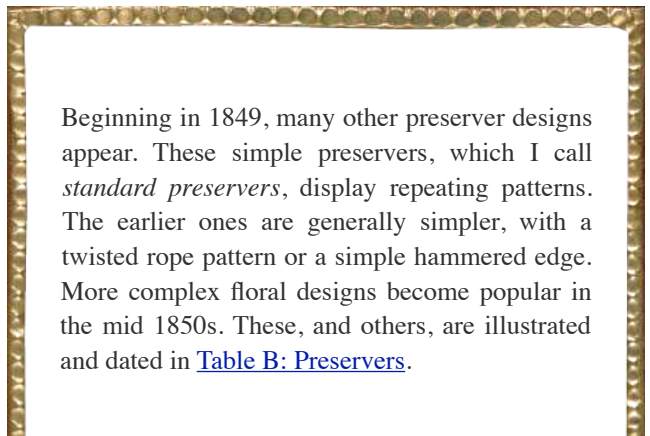 Beginning in 1849, many other preserver designs
appear. These simple preservers, which I call
standard preservers, display repeating patterns.
The earlier ones are generally simpler, with a
twisted rope pattern or a simple hammered edge.
More complex floral designs become popular in
the mid 1850s. These, and others, are illustrated
and dated in Table B: Preservers.